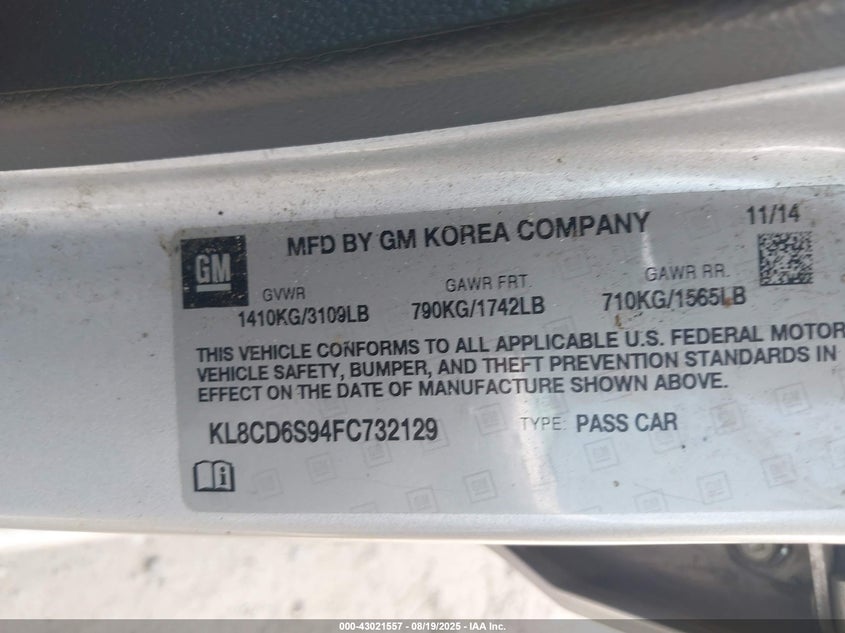 GM
MFD BY GM KOREA COMPANY
11/14
GVWR
GAWR FRT.
GAWR RR.
1410KG/3109LB
790KG/1742LB
710KG/1565LB
THIS VEHICLE CONFORMS TO ALL APPLICABLE U.S. FEDERAL MOTOR
VEHICLE SAFETY, BUMPER, AND THEFT PREVENTION STANDARDS IN
EFFECT ON THE DATE OF MANUFACTURE SHOWN ABOVE.
KL8CD6S94FC732129
TYPE: PASS CAR
000-43021557 - 08/19/2025 - IAA Inc.